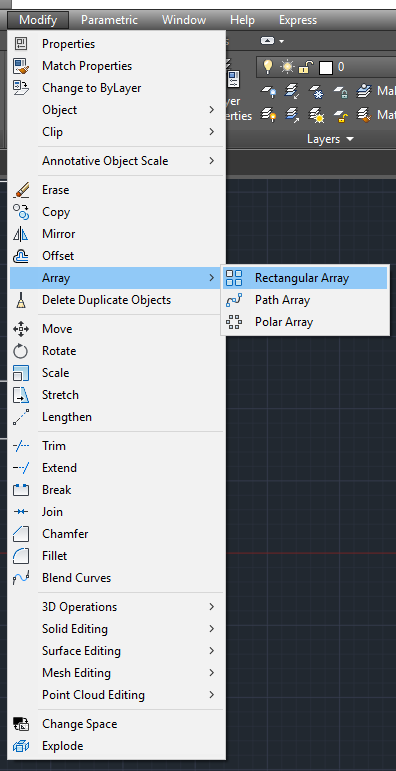 Modify Parametric Window Help Express
Properties
Match Properties
Change to ByLayer
Object
Clip
Annotative Object Scale
Erase
Copy
Mirror
Offset
Array
Delete Duplicate Objects
Move
Rotate
Scale
Stretch
Lengthen
Trim
Extend
Break
Join
Chamfer
Fillet
Blend Curves
3D Operations
Solid Editing
Surface Editing
Mesh Editing
Point Cloud Editing
Change Space
Explode
Rectangular Array
Path Array
Polar Array
0
yer
perties
Mal
Mat
Layers